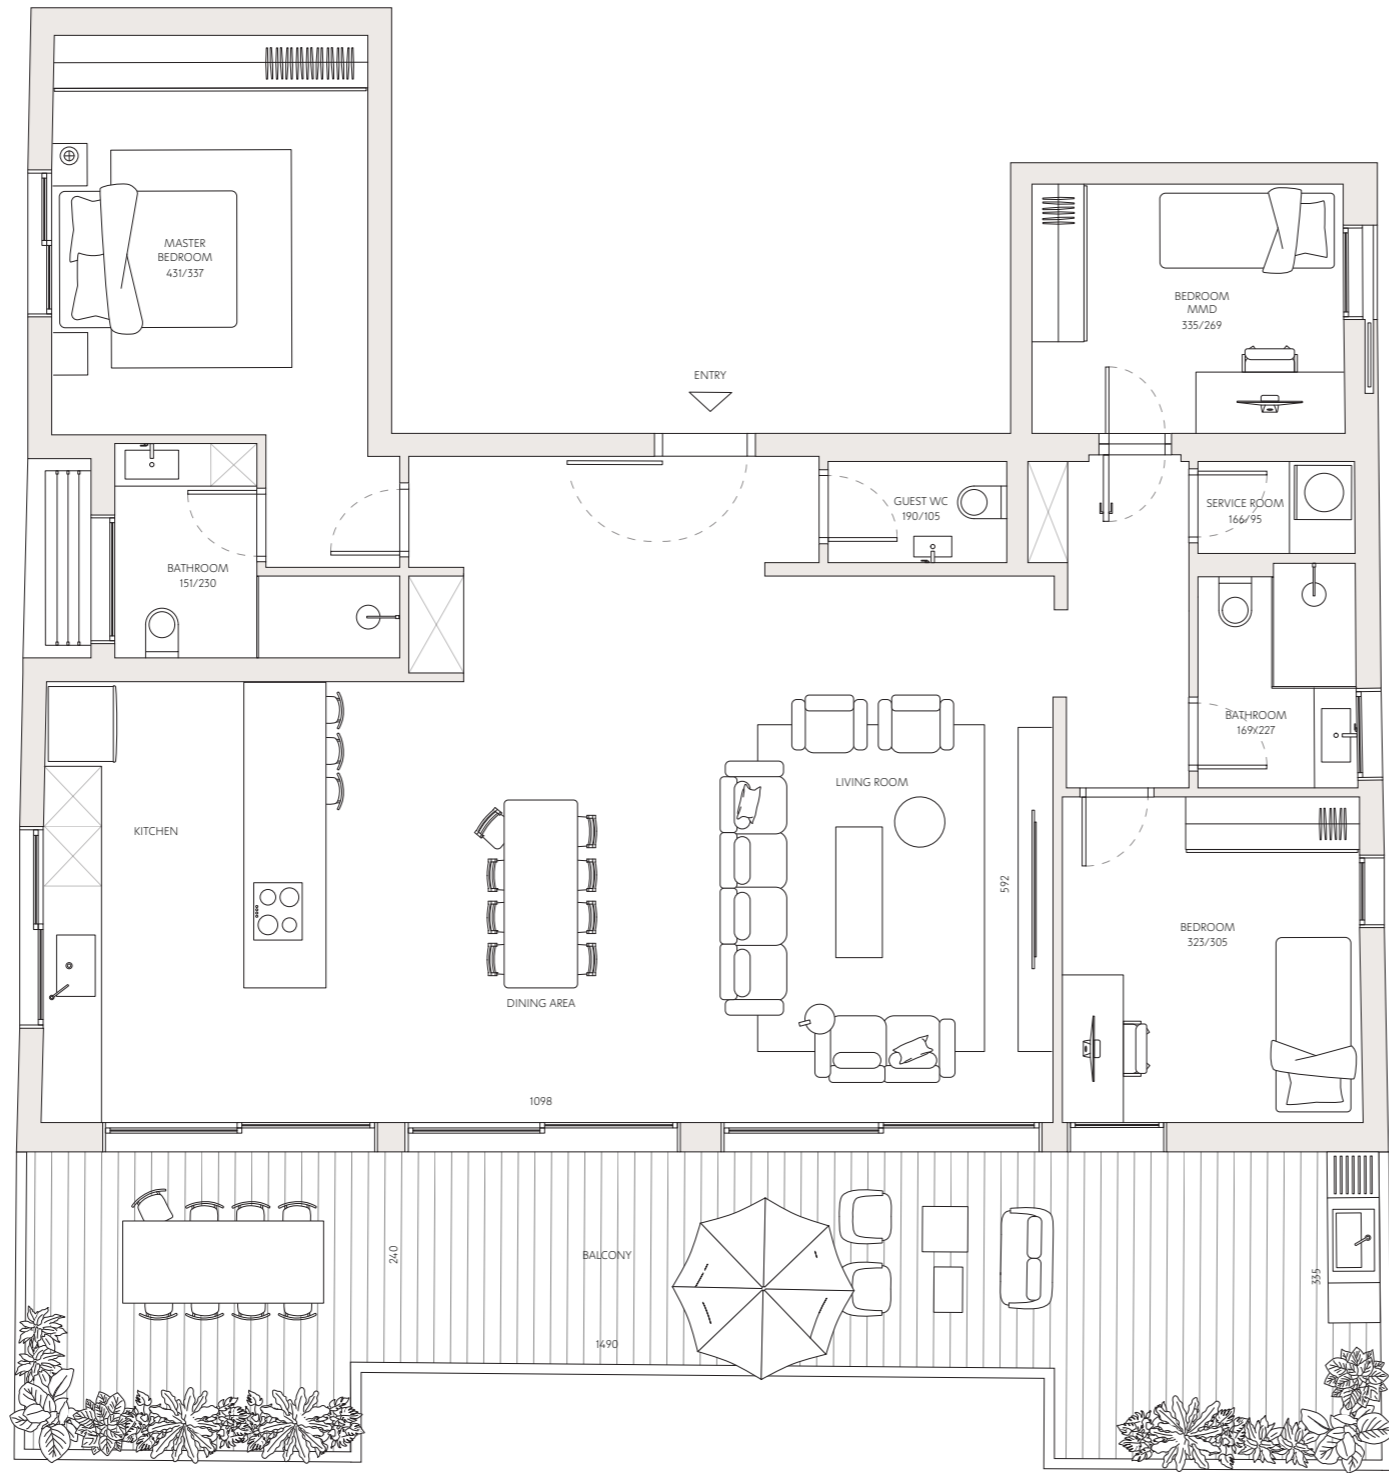 MASTER
BEDROOM
431/337
BEDROOM
MMD
335/269
ENTRY
GUEST WC
190/105
SERVICE ROOM
166/95
BATHROOM
151/230
BATHROOM
169/227
LIVING ROOM
KITCHEN
592
BEDROOM
323/305
DINING AREA
1098
240
BALCONY
335
1490